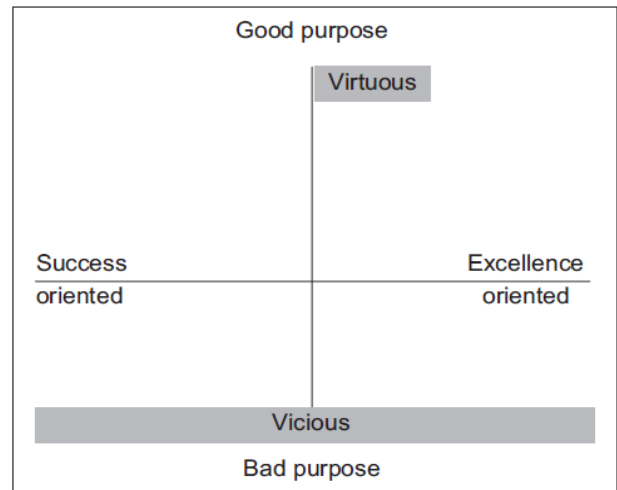 Good purpose
Virtuous
Success
oriented
Excellence
oriented
Vicious
Bad purpose